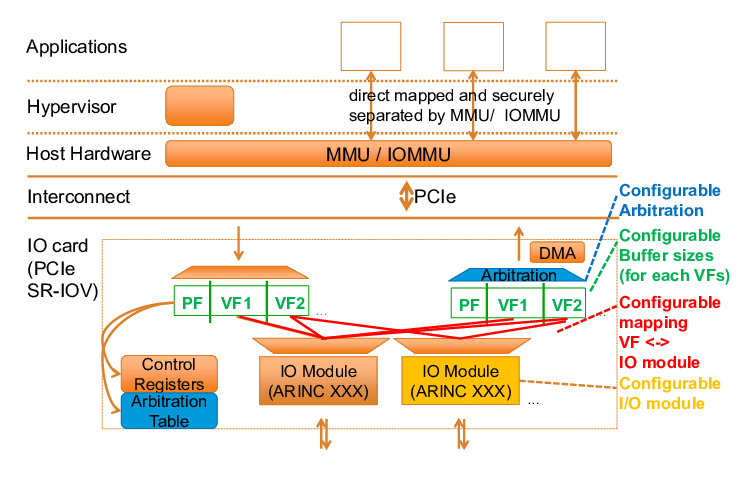 Applications
Hypervisor
direct mapped and securely
separated by MMU/ IOMMU
Host Hardware
MMU / IOMMU
Interconnect
PCIe
Configurable
Arbitration
IO card
(PCIe
SR-IOV)
DMA
Arbitration
Configurable
Buffer sizes
(for each VFs)
PF VF1 VF2 ...
PF VF1 VF2 ...
Configurable
mapping
VF <->
IO module
Control
Registers
Arbitration
Table
IO Module
(ARINC XXX)
IO Module
(ARINC XXX)
...
Configurable
I/O module